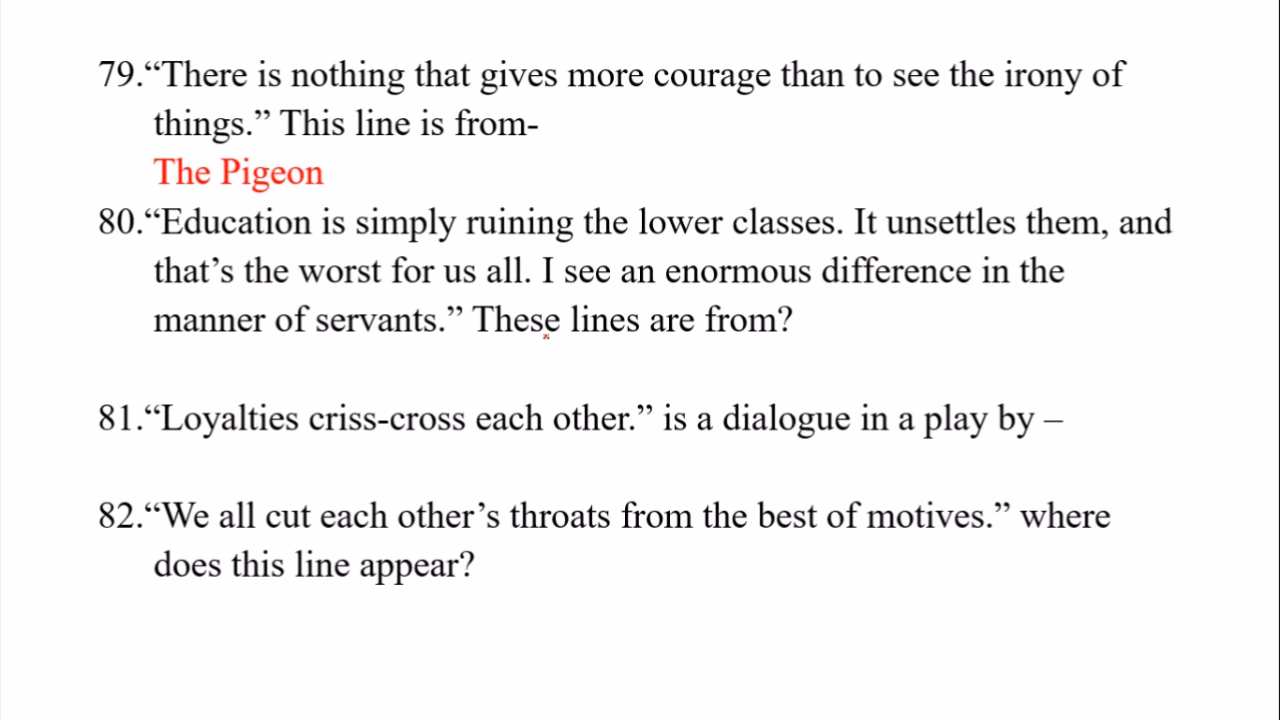 79.“There is nothing that gives more courage than to see the irony of
things.” This line is from-
The Pigeon
80.“Education is simply ruining the lower classes. It unsettles them, and
that’s the worst for us all. I see an enormous difference in the
manner of servants.” These lines are from?
81.“Loyalties criss-cross each other.” is a dialogue in a play by –
82.“We all cut each other’s throats from the best of motives.” where
does this line appear?